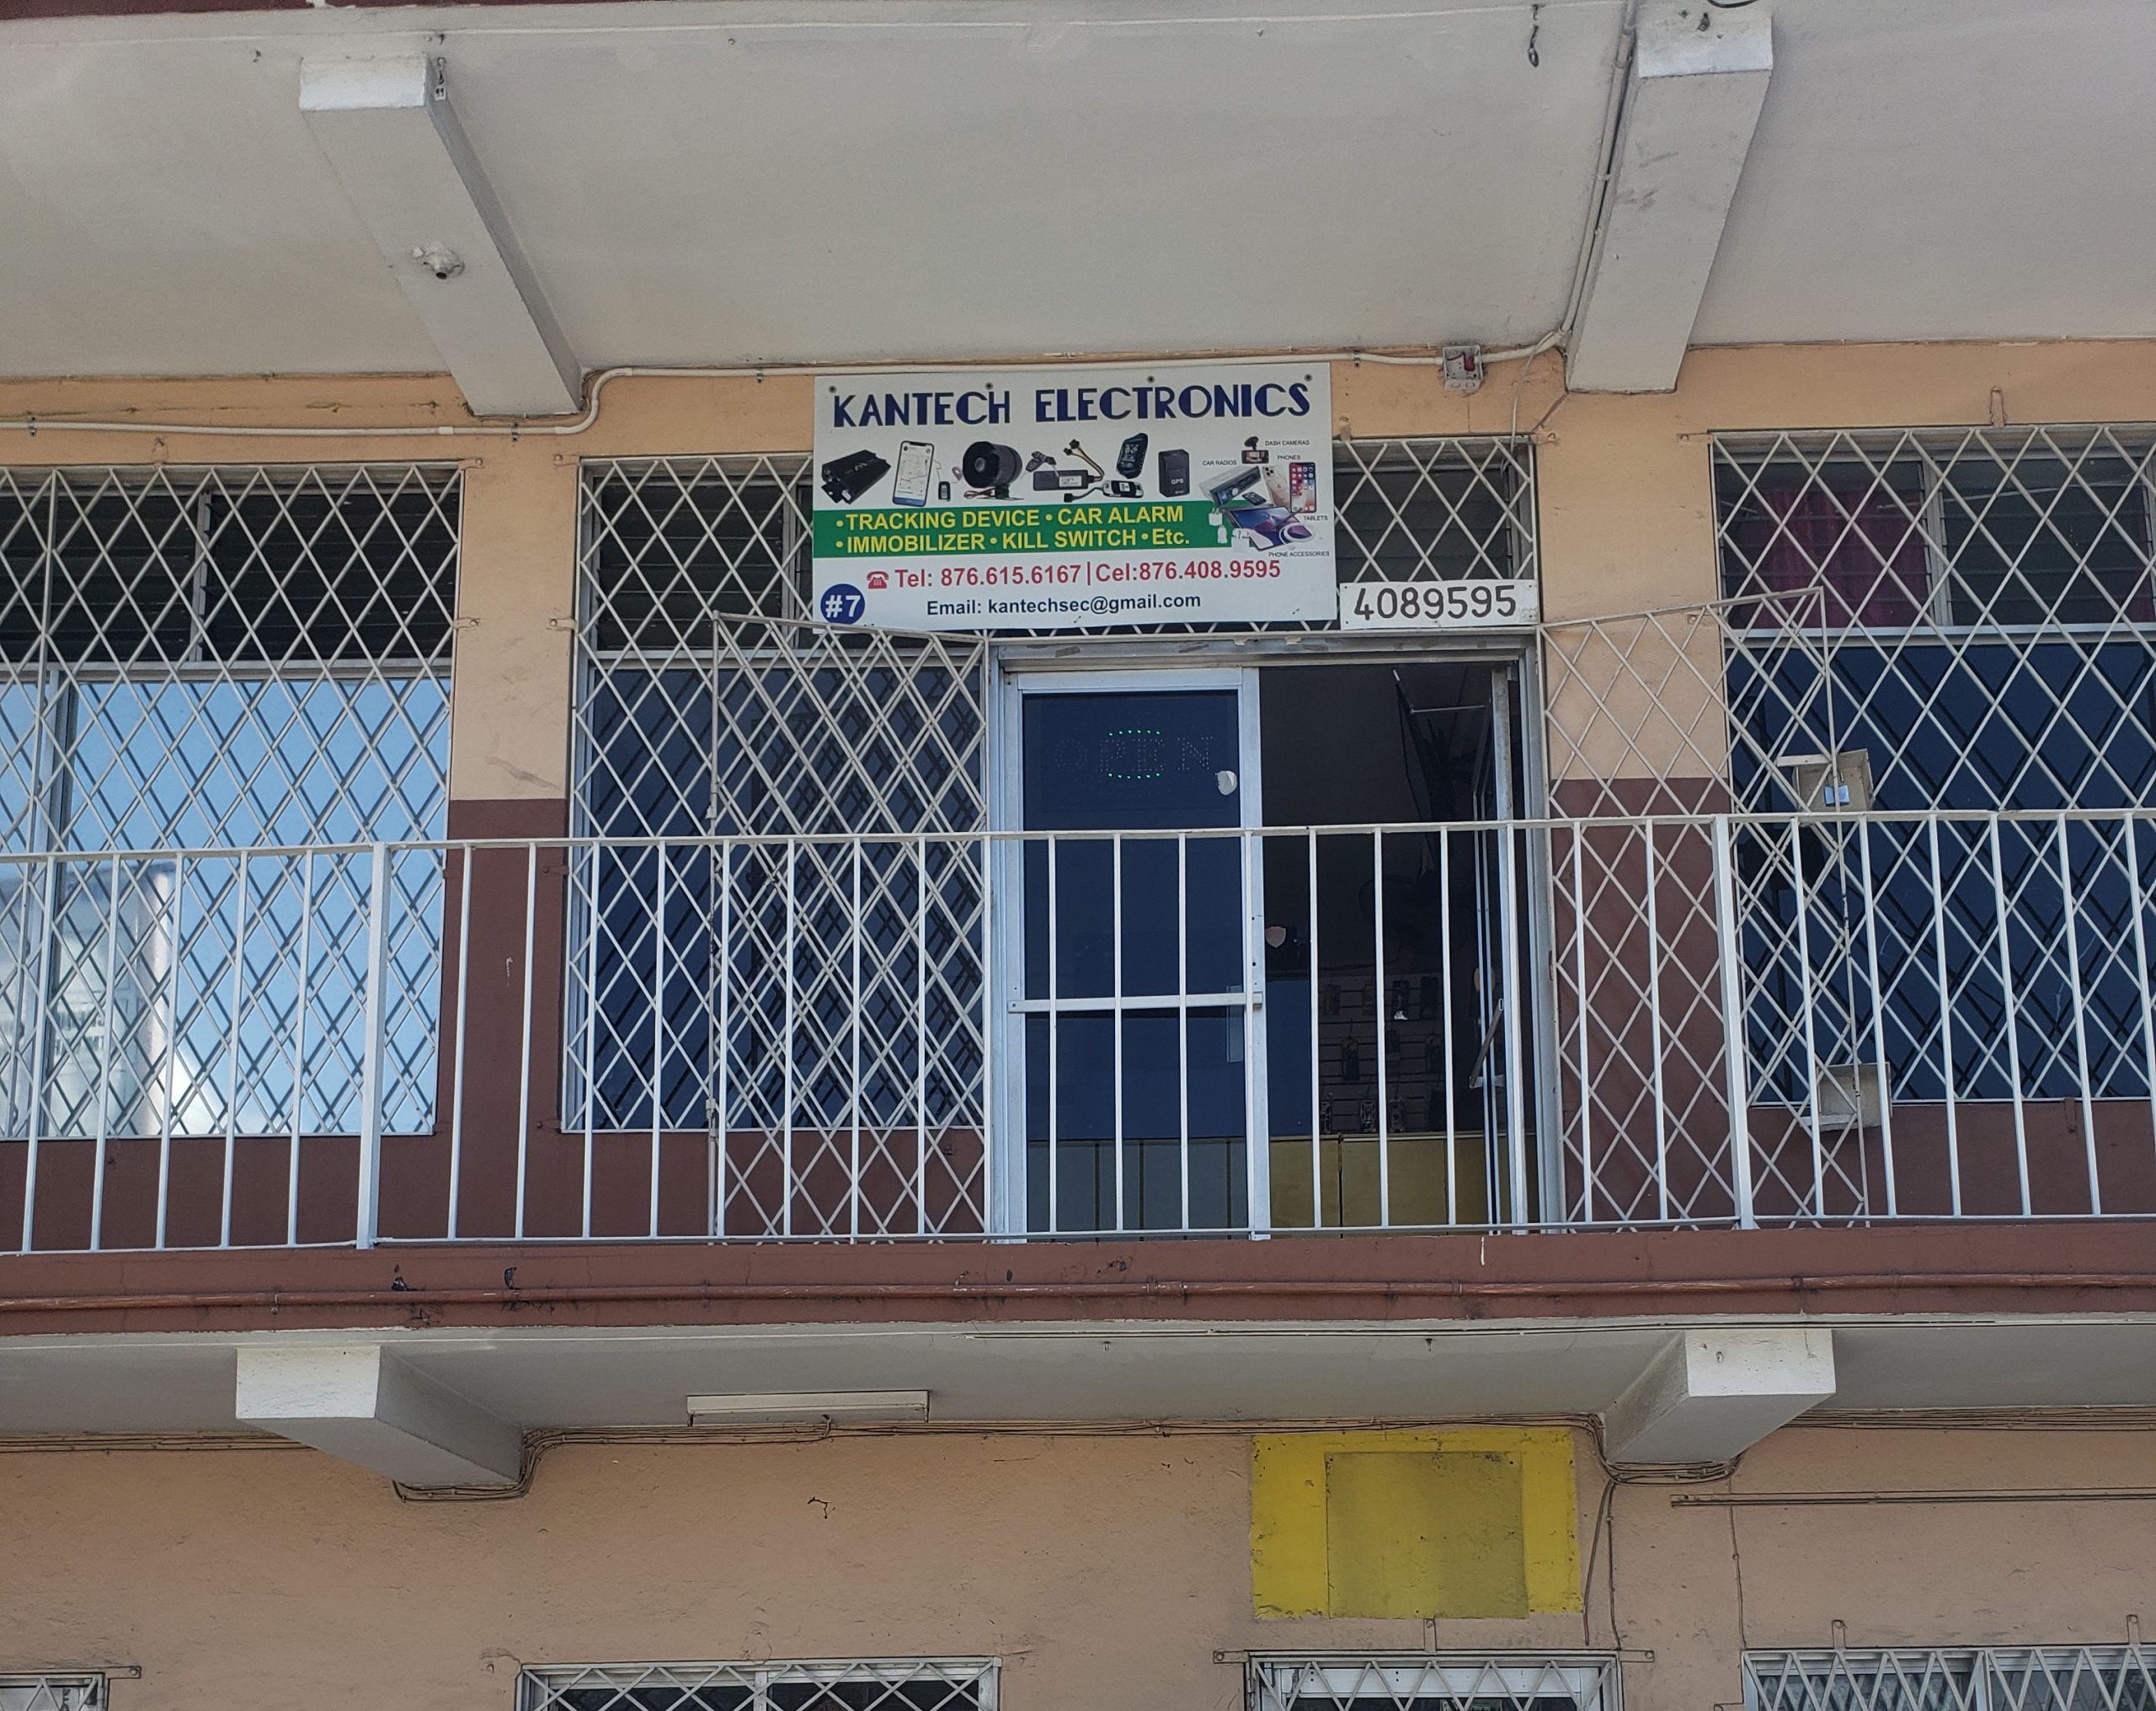 KANTECH ELECTRONICS
DASH CAMERAS
CAR RADIOS
PHONES
GPS
TABLETS
PHONE ACCESSORIES
•TRACKING DEVICE •CAR ALARM
•IMMOBILIZER •KILL SWITCH •Etc.
Tel: 876.615.6167|Cel:876.408.9595
#7
Email: kantechsec@gmail.com
4089595
OPEN